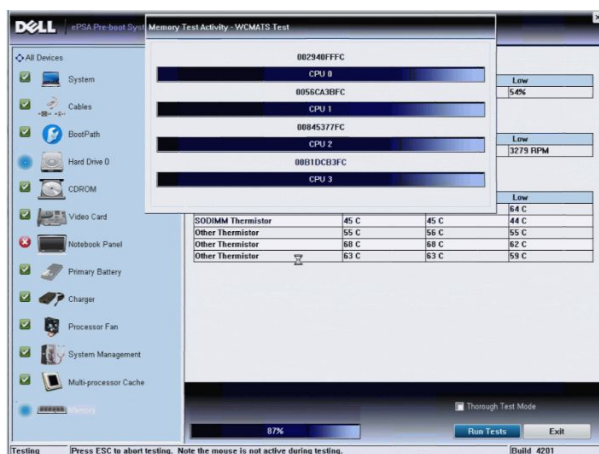 DELL
ePSA Pre-boot Syst
Memory Test Activity - WCMATS Test
002940FFFC
CPU 0
0056CA3BFC
CPU 1
00845377FC
CPU 2
00B1DCB3FC
CPU 3
All Devices
System
Cables
BootPath
Hard Drive 0
CDROM
Video Card
Notebook Panel
Primary Battery
Charger
Processor Fan
System Management
Multi-processor Cache
Memory
Low
54%
Low
3279 RPM
Low
64 C
SODIMM Thermistor 45 C 45 C 44 C
Other Thermistor 55 C 56 C 55 C
Other Thermistor 68 C 68 C 62 C
Other Thermistor 63 C 63 C 59 C
Thorough Test Mode
87%
Run Tests Exit
Testing Press ESC to abort testing. Note the mouse is not active during testing. Build 4201